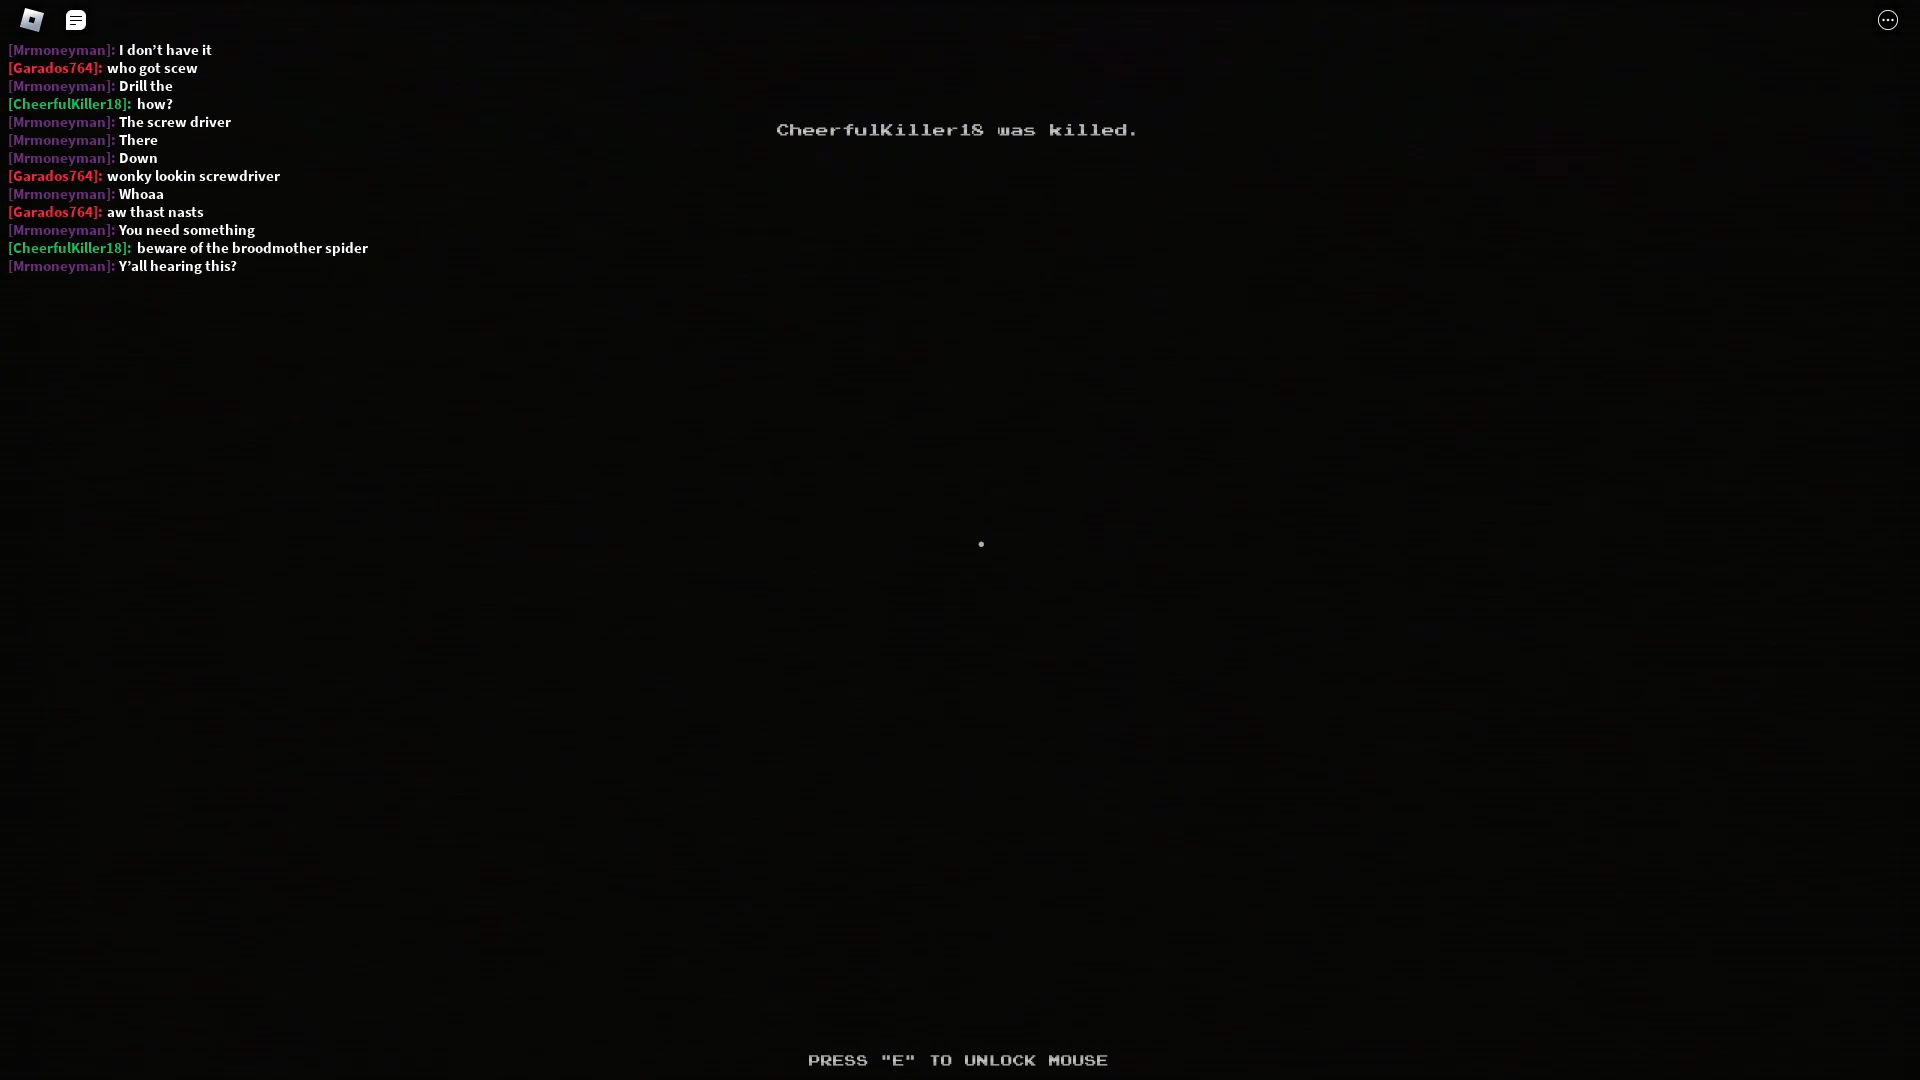 [Mrmoneyman]: I don't have it
[Garados764]: who got scew
[Mrmoneyman]: Drill the
[CheerfulKiller18]: how?
[Mrmoneyman]: The screw driver
[Mrmoneyman]: There
[Mrmoneyman]: Down
[Garados764]: wonky lookin screwdriver
[Mrmoneyman]: Whoaa
[Garados764]: aw thast nasts
[Mrmoneyman]: You need something
[CheerfulKiller18]: beware of the broodmother spider
[Mrmoneyman]: Y'all hearing this?
CheerfulKiller18 was killed.
PRESS "E" TO UNLOCK MOUSE